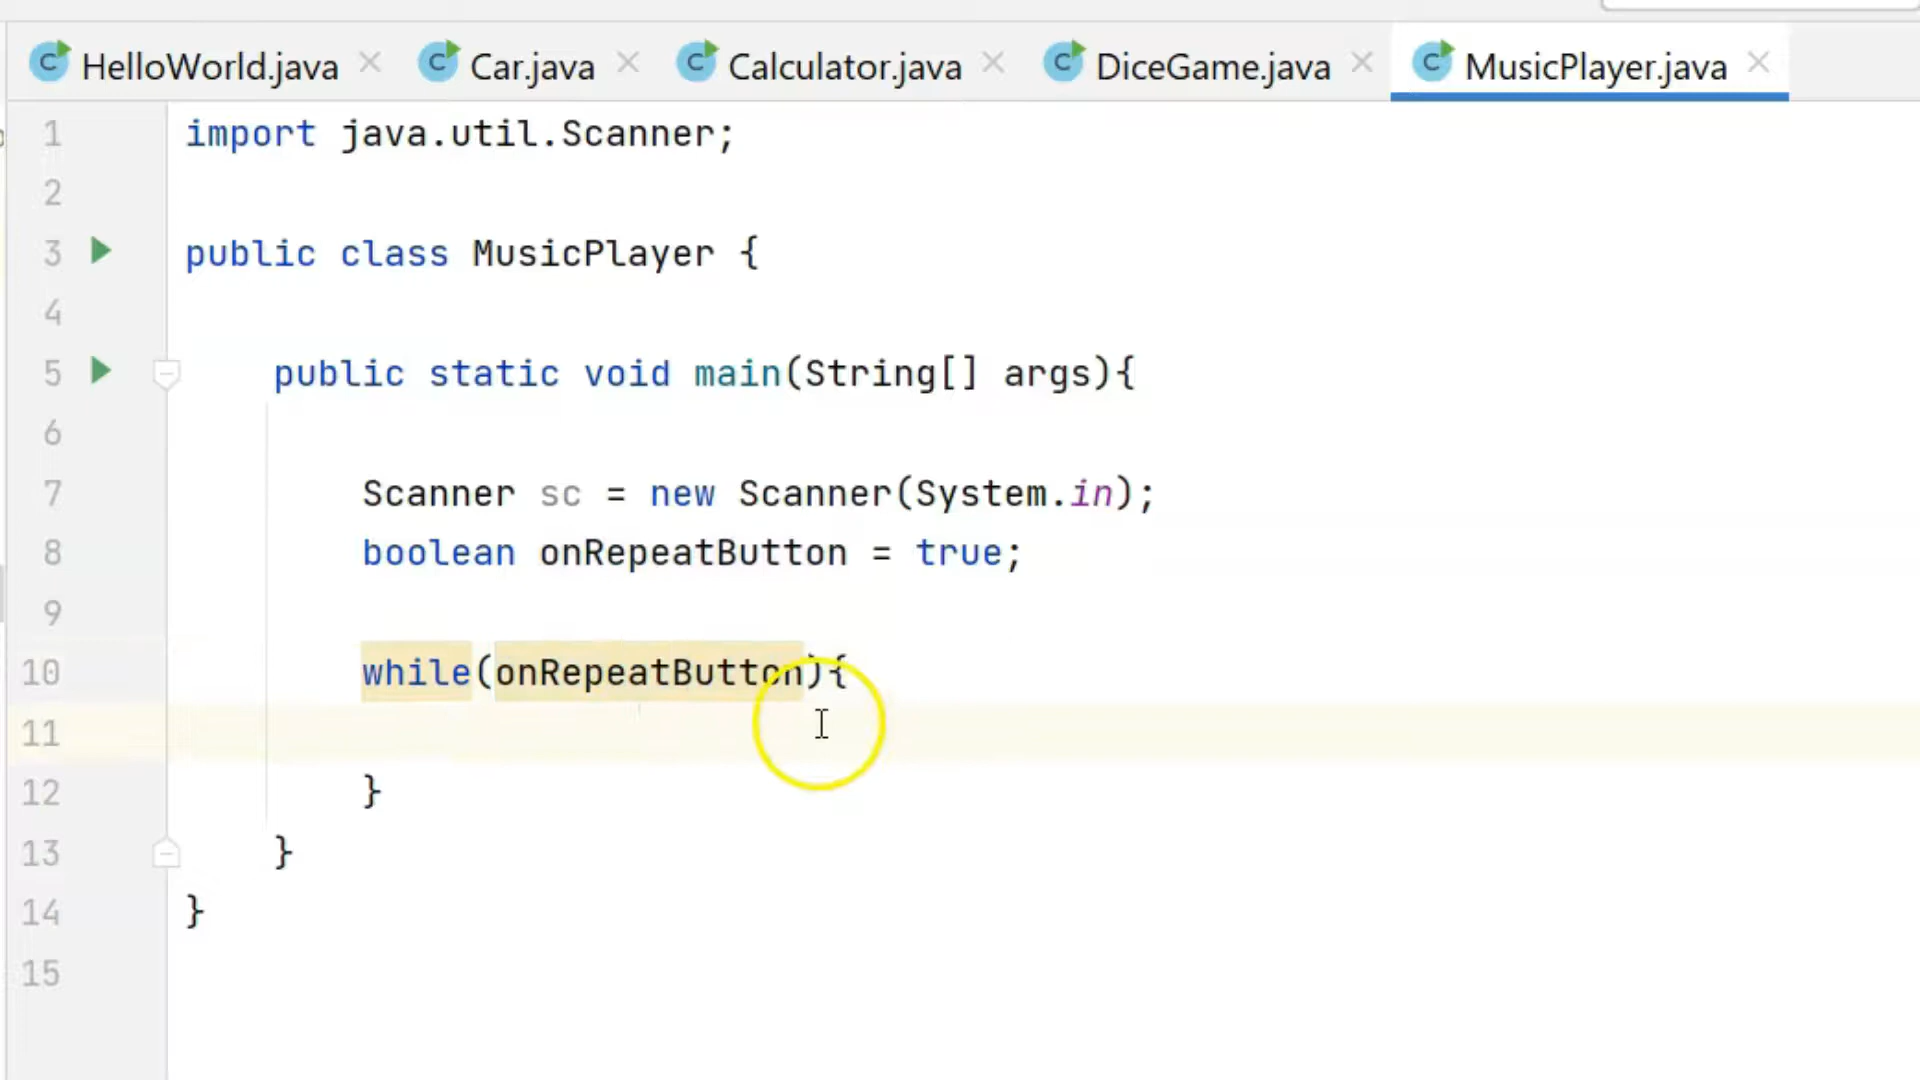 HelloWorld.java Car.java Calculator.java DiceGame.java MusicPlayer.java
1 import java.util.Scanner;
2
3 public class MusicPlayer {
4
5 public static void main(String[] args){
6
7 Scanner sc = new Scanner(System.in);
8 boolean onRepeatButton = true;
9
10 while(onRepeatButton){
11
12 }
13 }
14 }
15